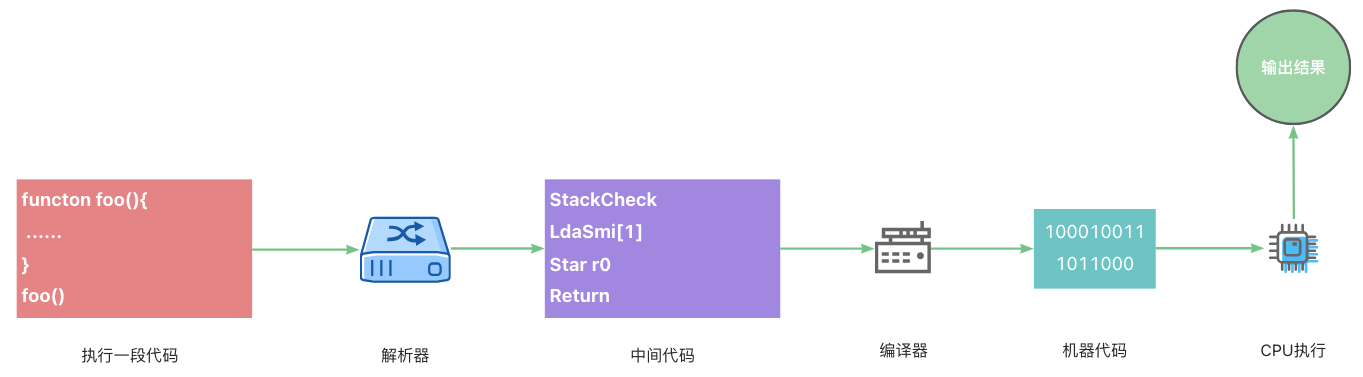 输出结果
functon foo(){
......
}
foo()
StackCheck
LdaSmi[1]
Star r0
Return
100010011
1011000
执行一段代码
解析器
中间代码
编译器
机器代码
CPU执行